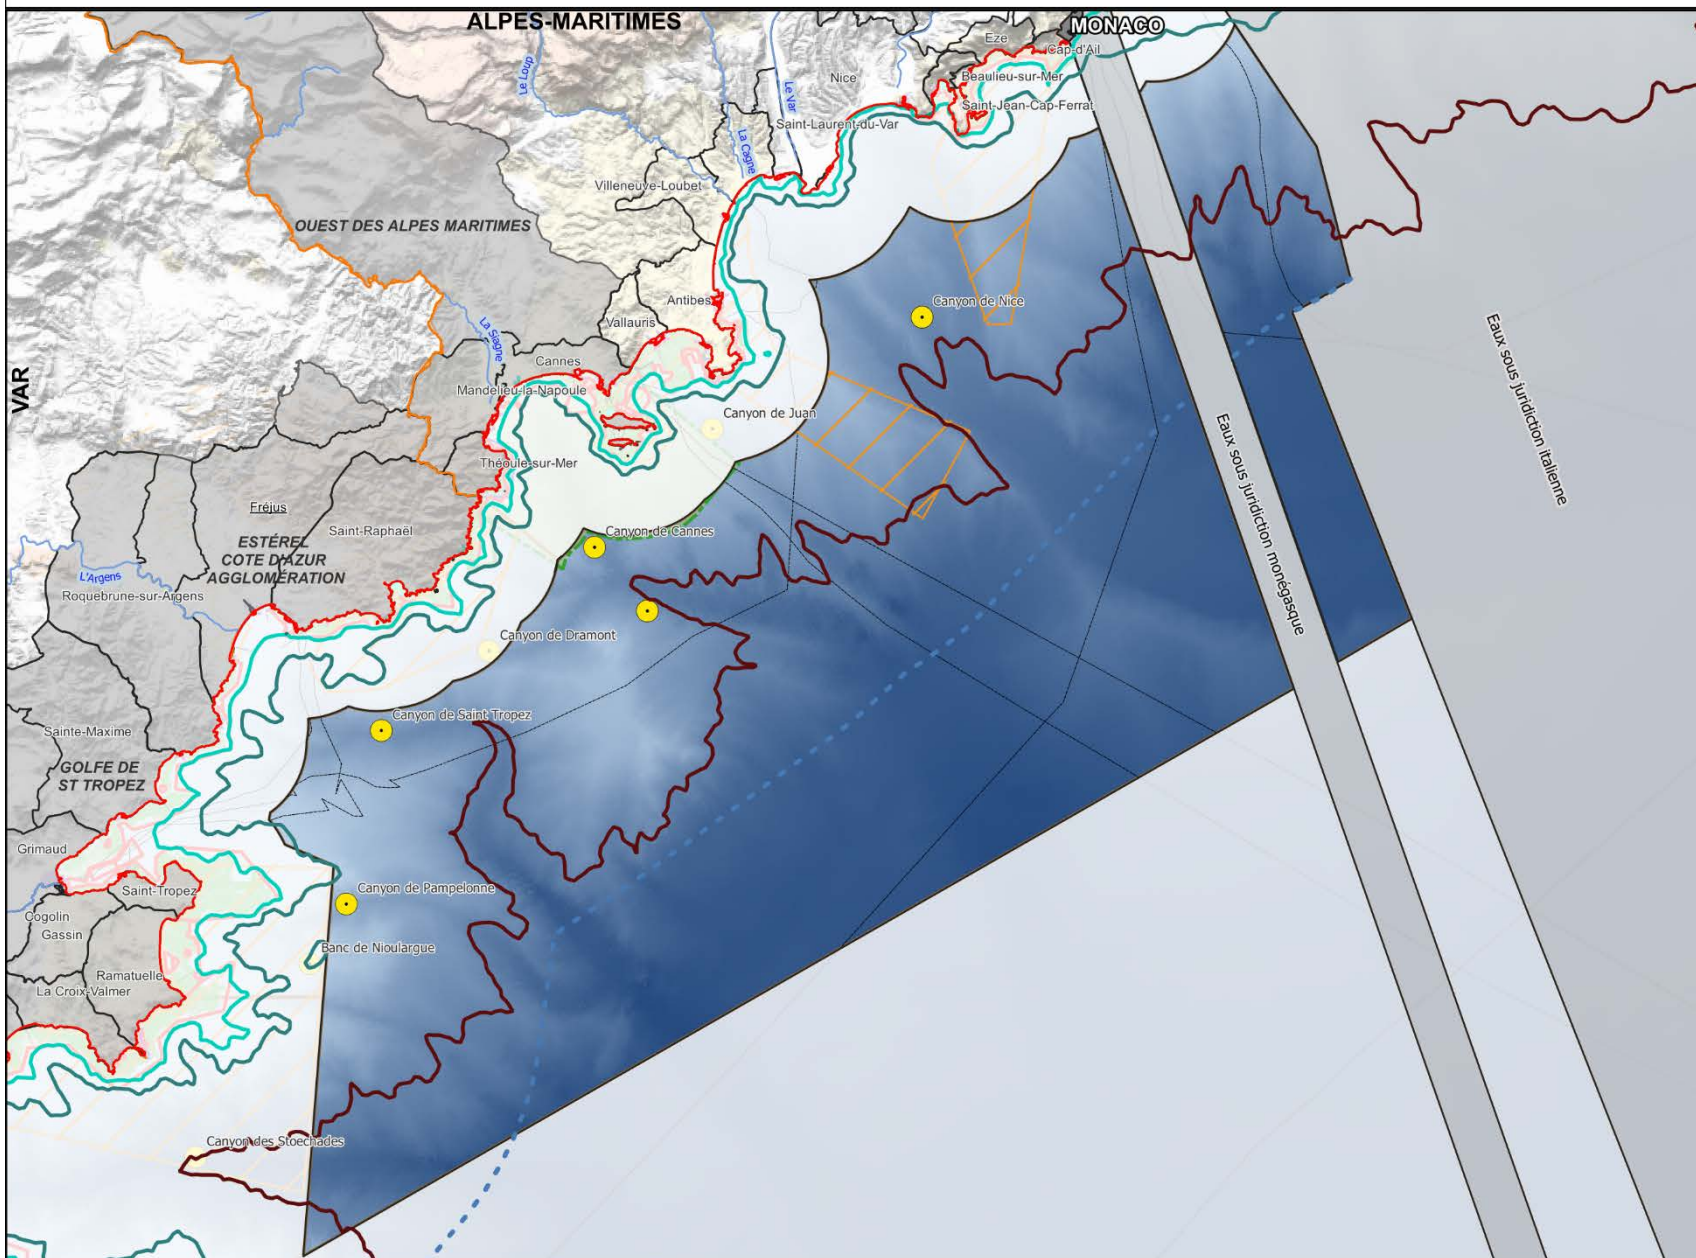 ALPES-MARITIMES
MONACO
Eze
Cap-d'Ail
Le Loup
Nice
Beaulieu-sur-Mer
Le Var
Saint-Jean-Cap-Ferrat
Saint-Laurent-du-Var
La Cagne
Villeneuve-Loubet
OUEST DES ALPES MARITIMES
Antibes
Canyon de Nice
Vallauris
La Siagne
Cannes
Mandelieu-la-Napoule
VAR
Canyon de Juan
Théoule-sur-Mer
Eaux sous juridiction italienne
Eaux sous juridiction monégasque
Fréjus
Saint-Raphaël
Canyon de Cannes
ESTÉREL
COTE D'AZUR
AGGLOMÉRATION
L'Argens
Roquebrune-sur-Argens
Canyon de Dramont
Canyon de Saint Tropez
Sainte-Maxime
GOLFE DE
ST TROPEZ
Grimaud
Saint-Tropez
Canyon de Pampelonne
Cogolin
Gassin
Banc de Nioulargue
Ramatuelle
La Croix-Valmer
Canyon des Stoechades